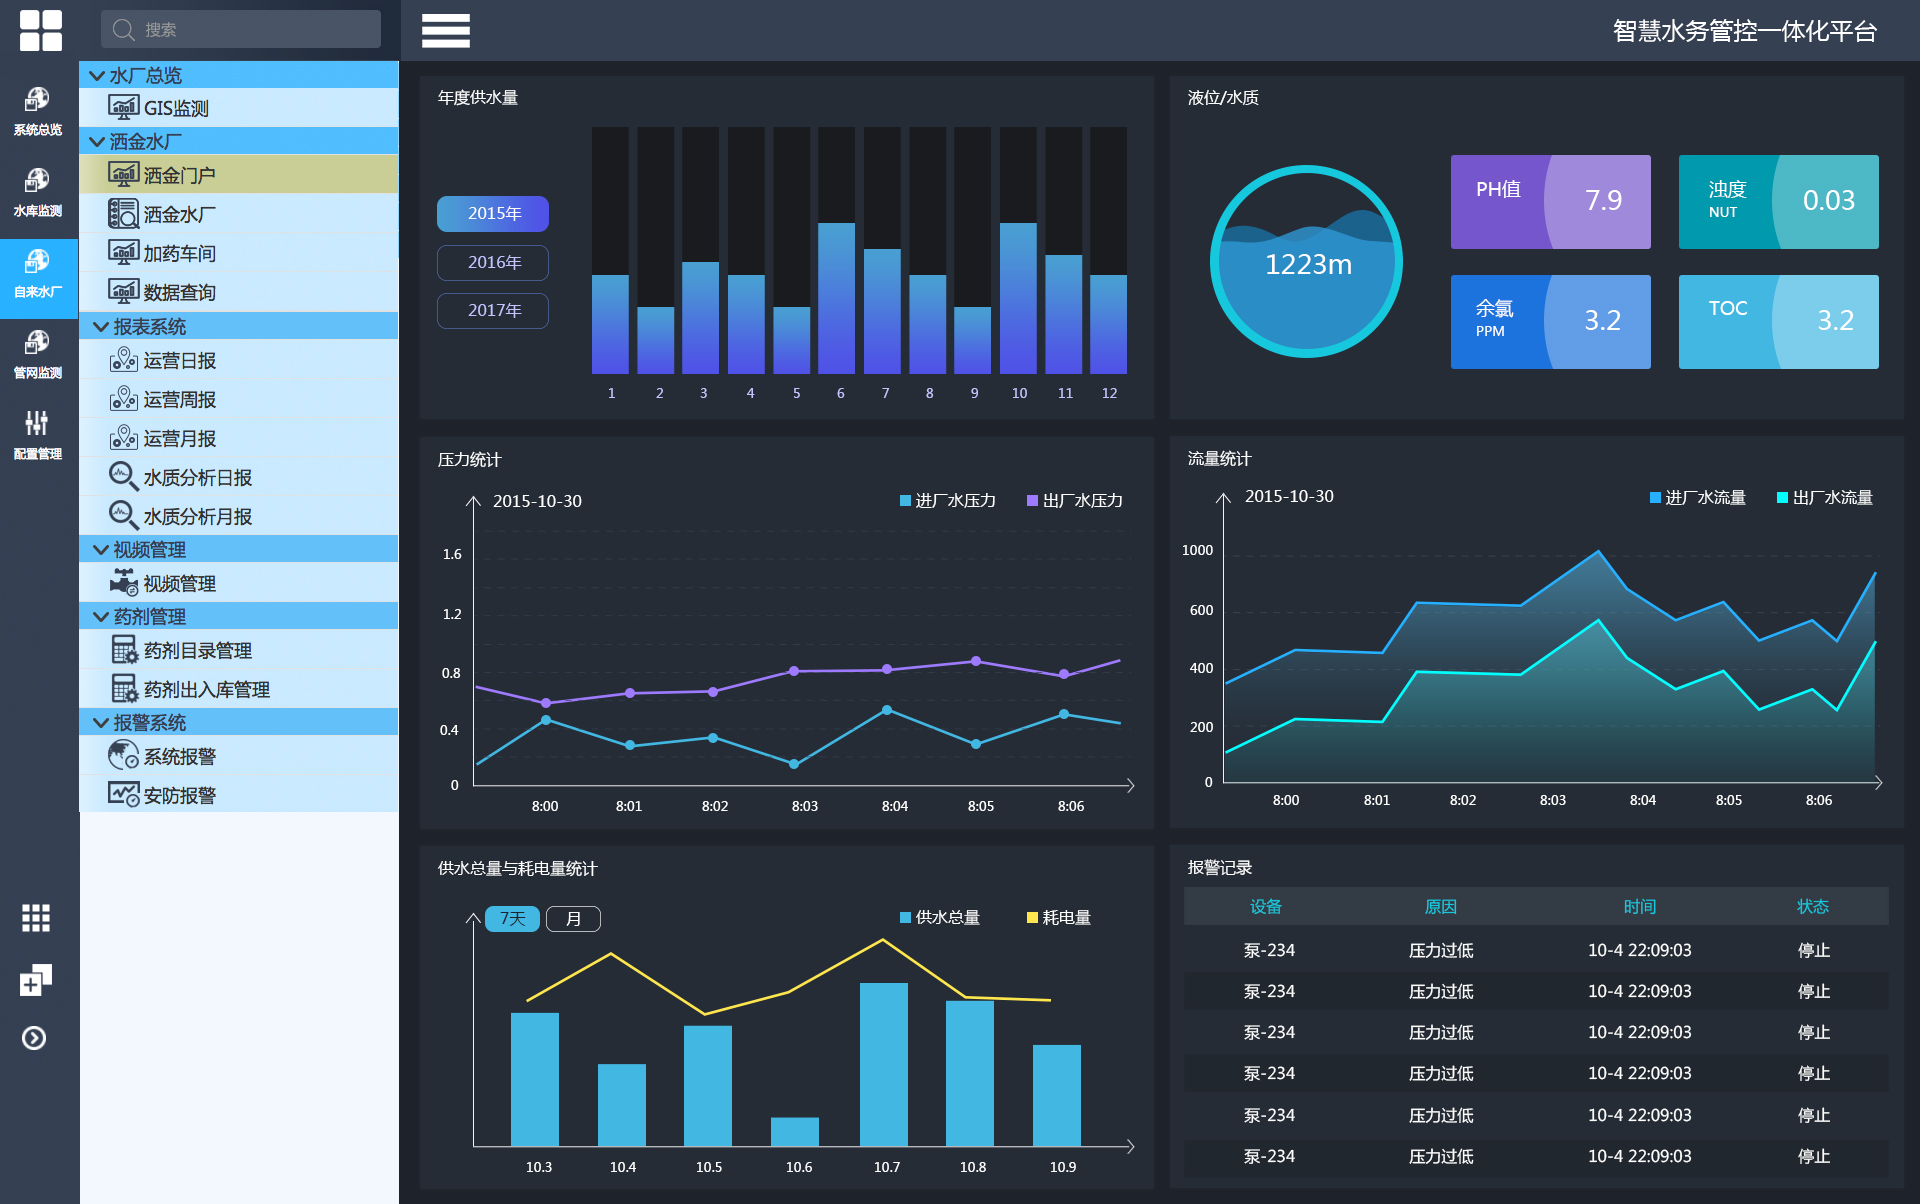 搜索
智慧水务管控一体化平台
系统总览
水库监测
自来水厂
管网监测
配置管理
水厂总览
GIS监测
洒金水厂
洒金门户
洒金水厂
加药车间
数据查询
报表系统
运营日报
运营周报
运营月报
水质分析日报
水质分析月报
视频管理
视频管理
药剂管理
药剂目录管理
药剂出入库管理
报警系统
系统报警
安防报警
年度供水量
2015年
2016年
2017年
1 2 3 4 5 6 7 8 9 10 11 12
液位/水质
1223m
PH值 7.9
浊度 NUT 0.03
余氯 PPM 3.2
TOC 3.2
压力统计
2015-10-30 进厂水压力 出厂水压力
1.6
1.2
0.8
0.4
0
8:00 8:01 8:02 8:03 8:04 8:05 8:06
流量统计
2015-10-30 进厂水流量 出厂水流量
1000
600
400
200
0
8:00 8:01 8:02 8:03 8:04 8:05 8:06
供水总量与耗电量统计
7天 月 供水总量 耗电量
10.3 10.4 10.5 10.6 10.7 10.8 10.9
报警记录
设备 原因 时间 状态
泵-234 压力过低 10-4 22:09:03 停止
泵-234 压力过低 10-4 22:09:03 停止
泵-234 压力过低 10-4 22:09:03 停止
泵-234 压力过低 10-4 22:09:03 停止
泵-234 压力过低 10-4 22:09:03 停止
泵-234 压力过低 10-4 22:09:03 停止